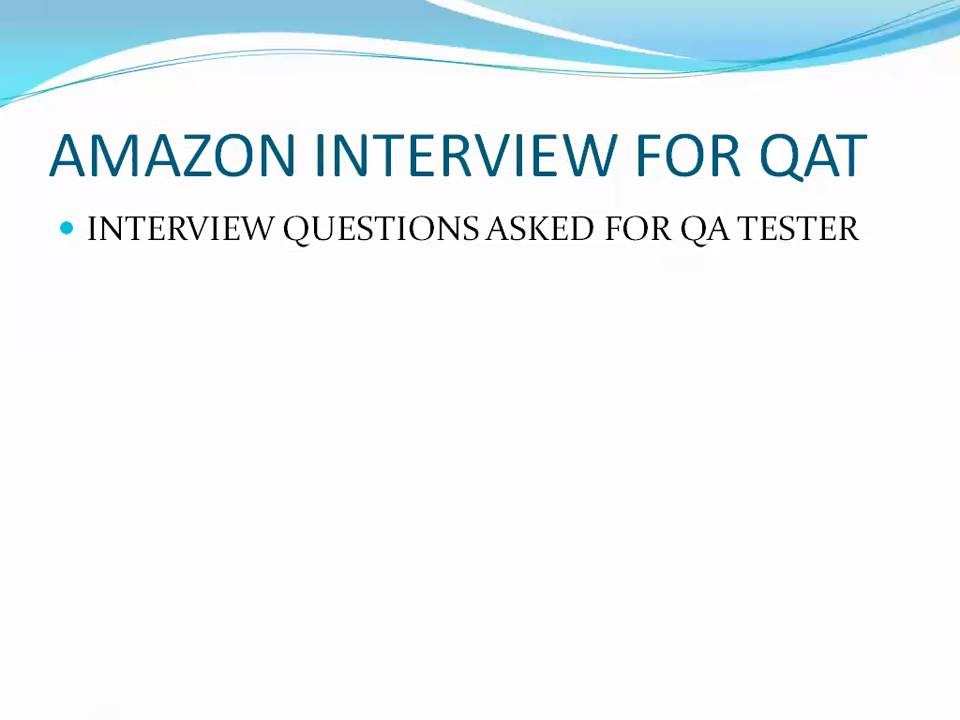 AMAZON INTERVIEW FOR QAT
INTERVIEW QUESTIONS ASKED FOR QA TESTER